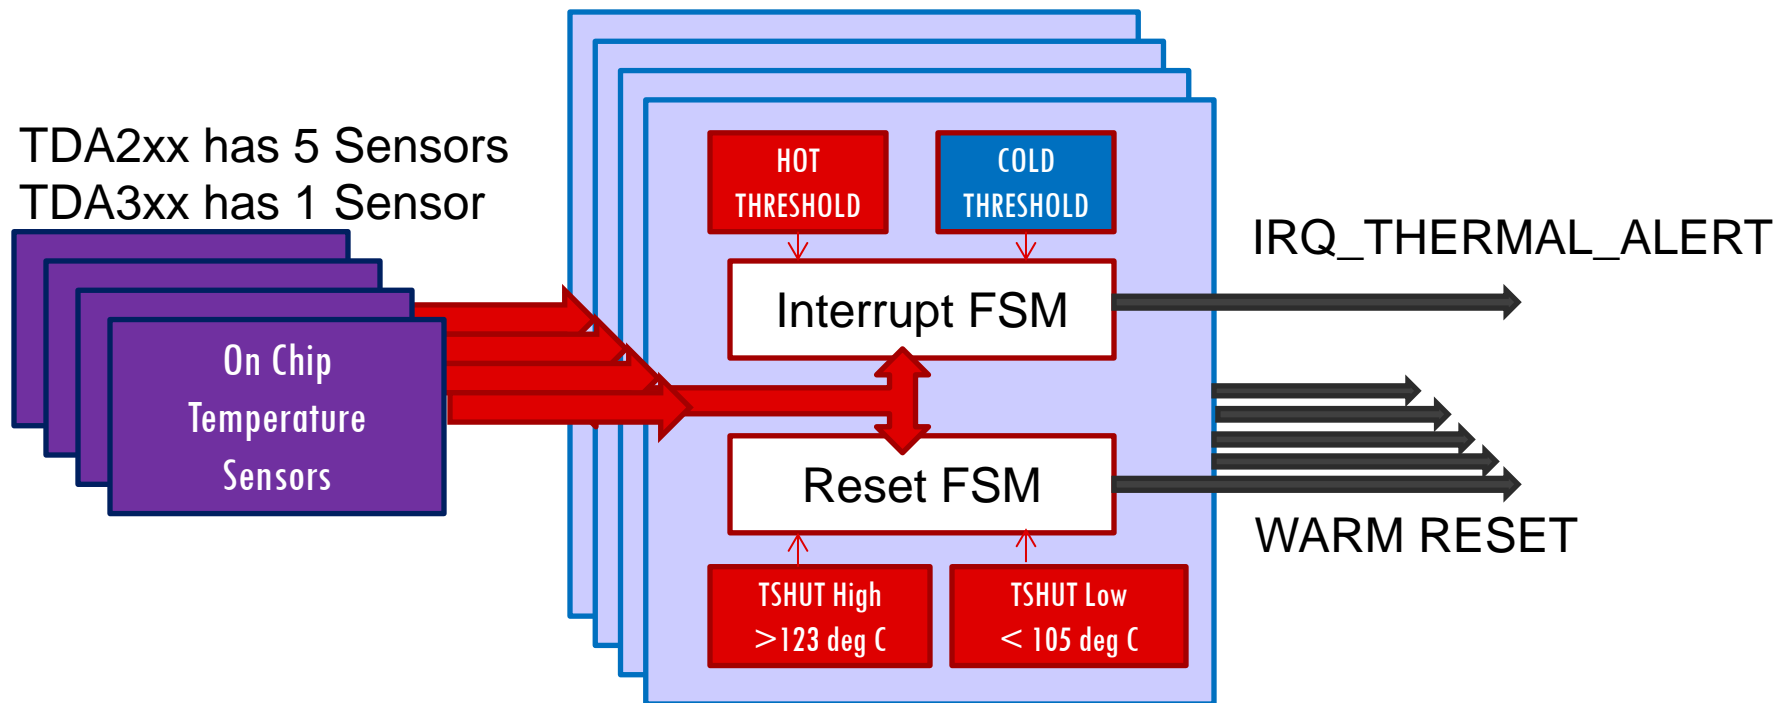 TDA2xx has 5 Sensors
TDA3xx has 1 Sensor
On Chip
Temperature
Sensors
HOT
THRESHOLD
COLD
THRESHOLD
Interrupt FSM
Reset FSM
TSHUT High
>123 deg C
TSHUT Low
< 105 deg C
IRQ_THERMAL_ALERT
WARM RESET